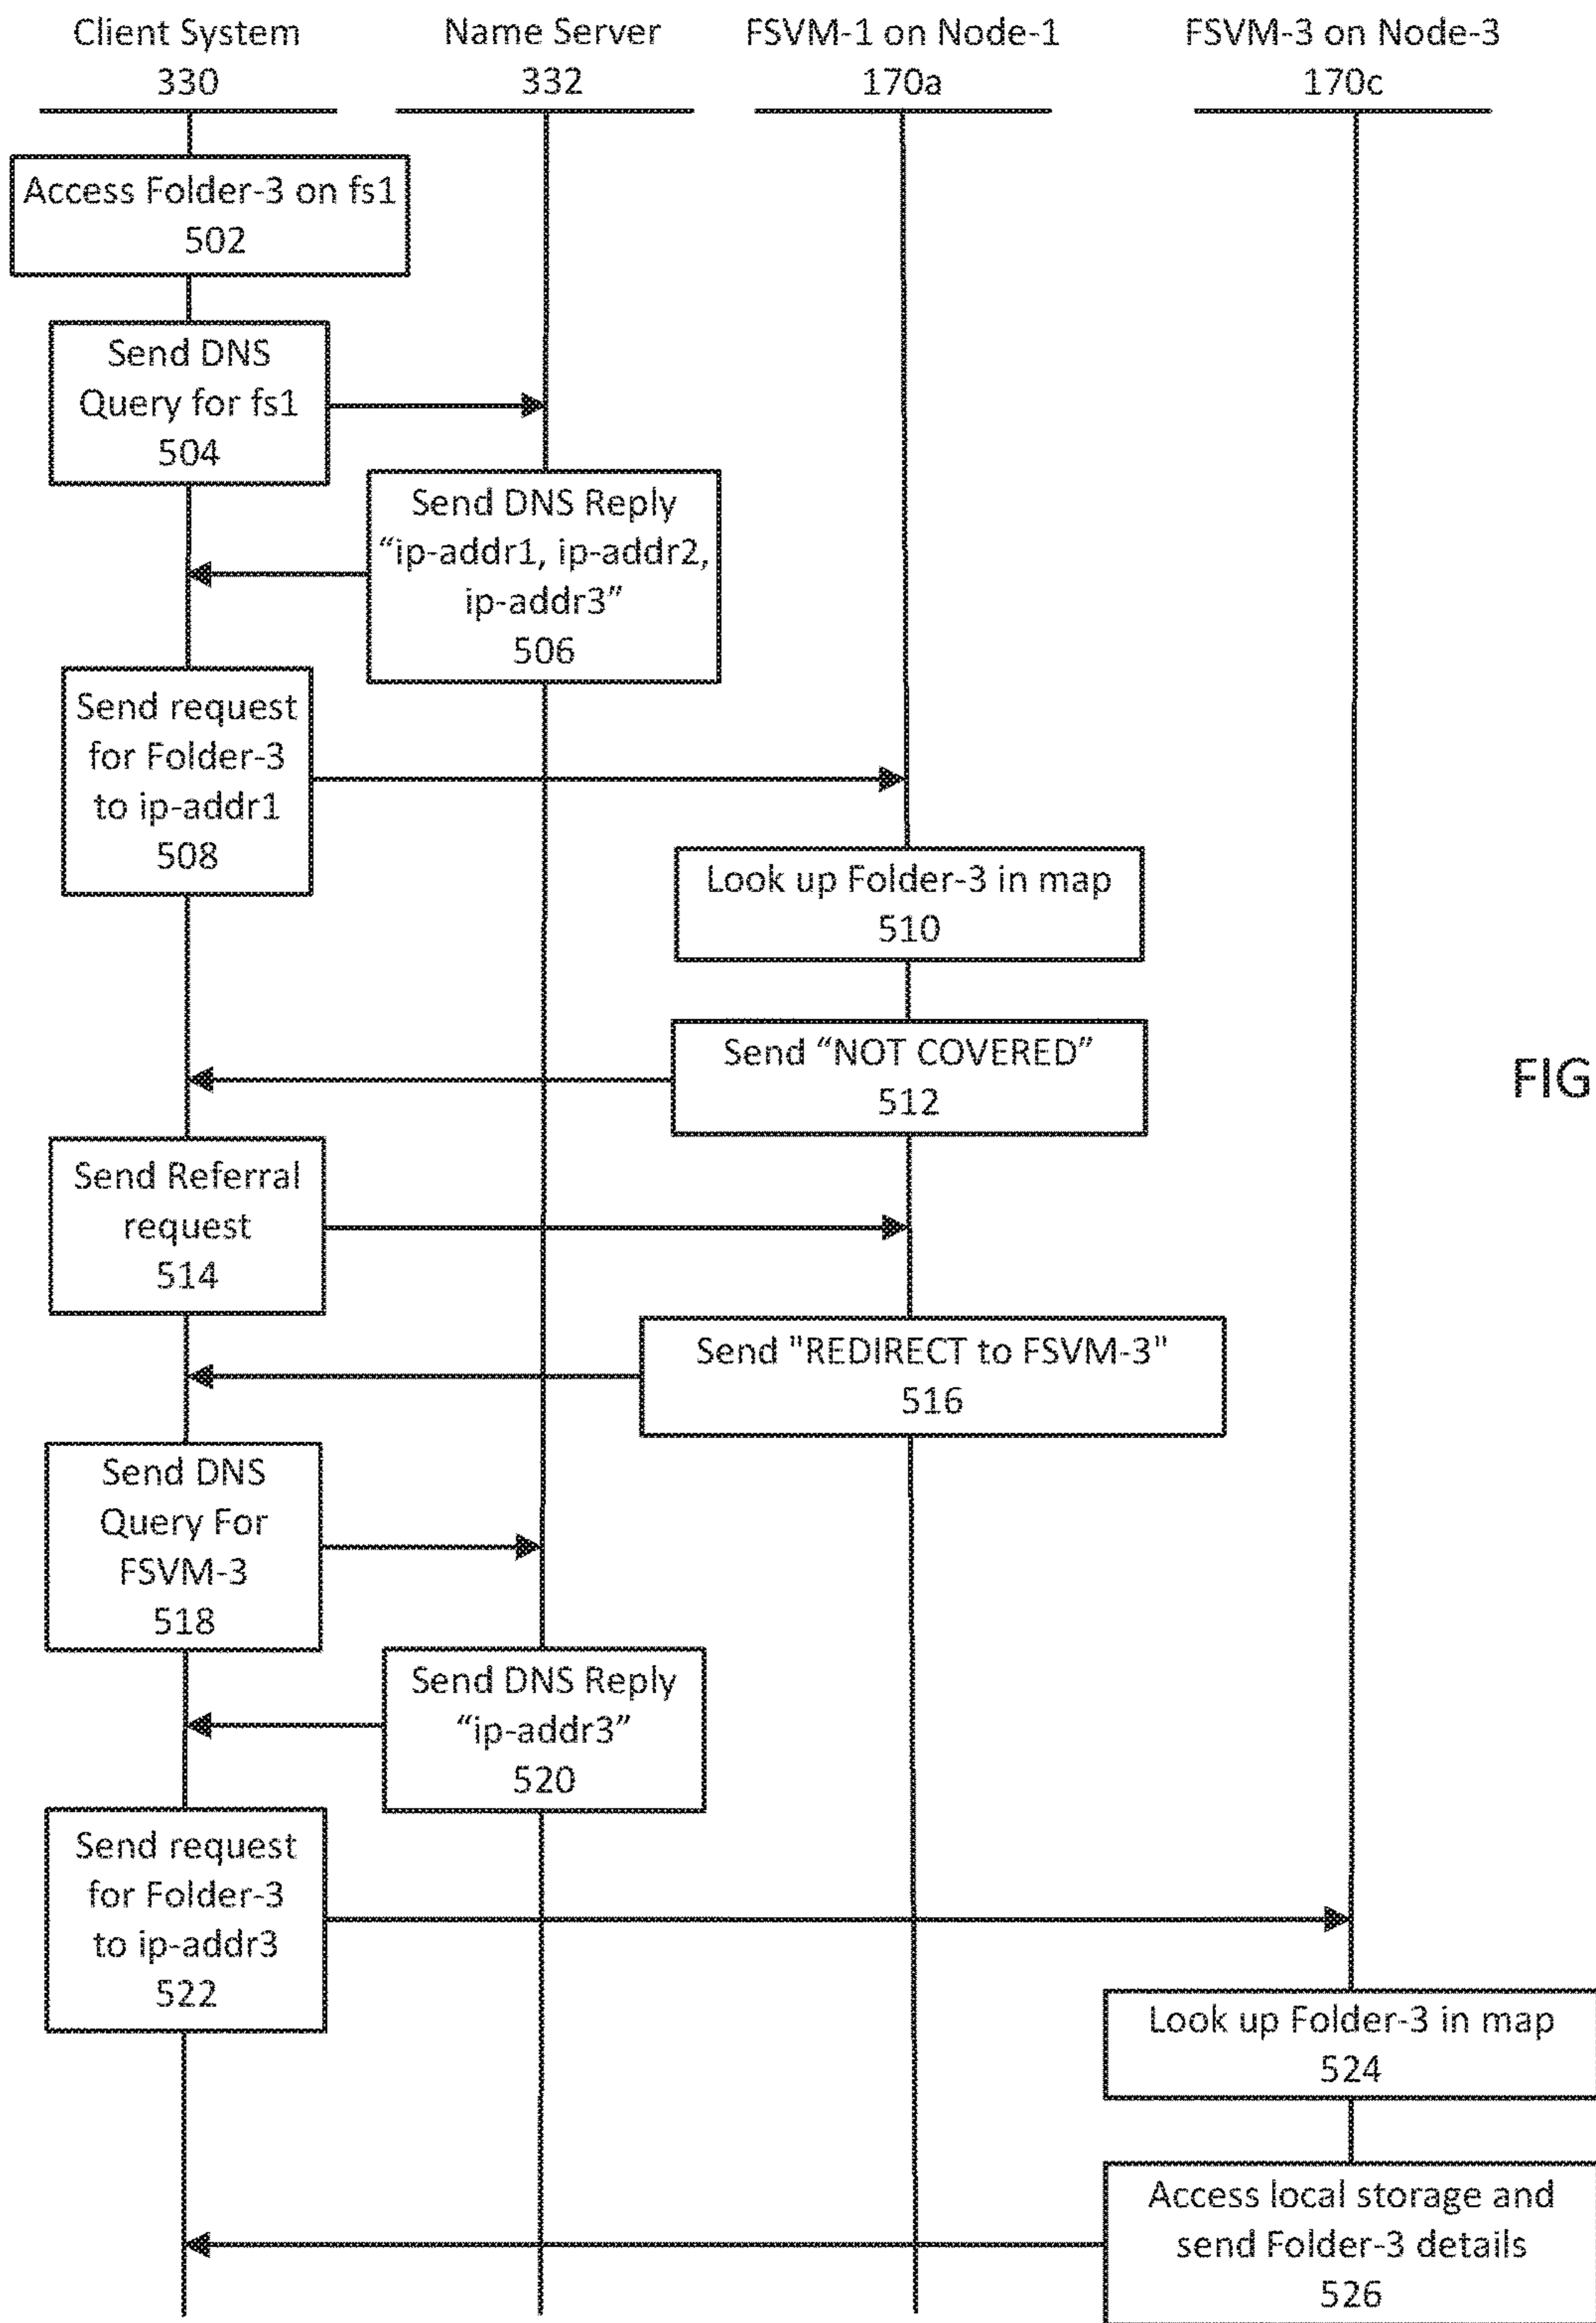 Client System
330
Name Server
332
FSVM-1 on Node-1
170a
FSVM-3 on Node-3
170c
Access Folder-3 on fs1
502
Send DNS
Query for fs1
504
Send DNS Reply
“ip-addr1, ip-addr2,
ip-addr3”
506
Send request
for Folder-3
to ip-addr1
508
Look up Folder-3 in map
510
Send “NOT COVERED”
512
FIG
Send Referral
request
514
Send "REDIRECT to FSVM-3"
516
Send DNS
Query For
FSVM-3
518
Send DNS Reply
“ip-addr3”
520
Send request
for Folder-3
to ip-addr3
522
Look up Folder-3 in map
524
Access local storage and
send Folder-3 details
526